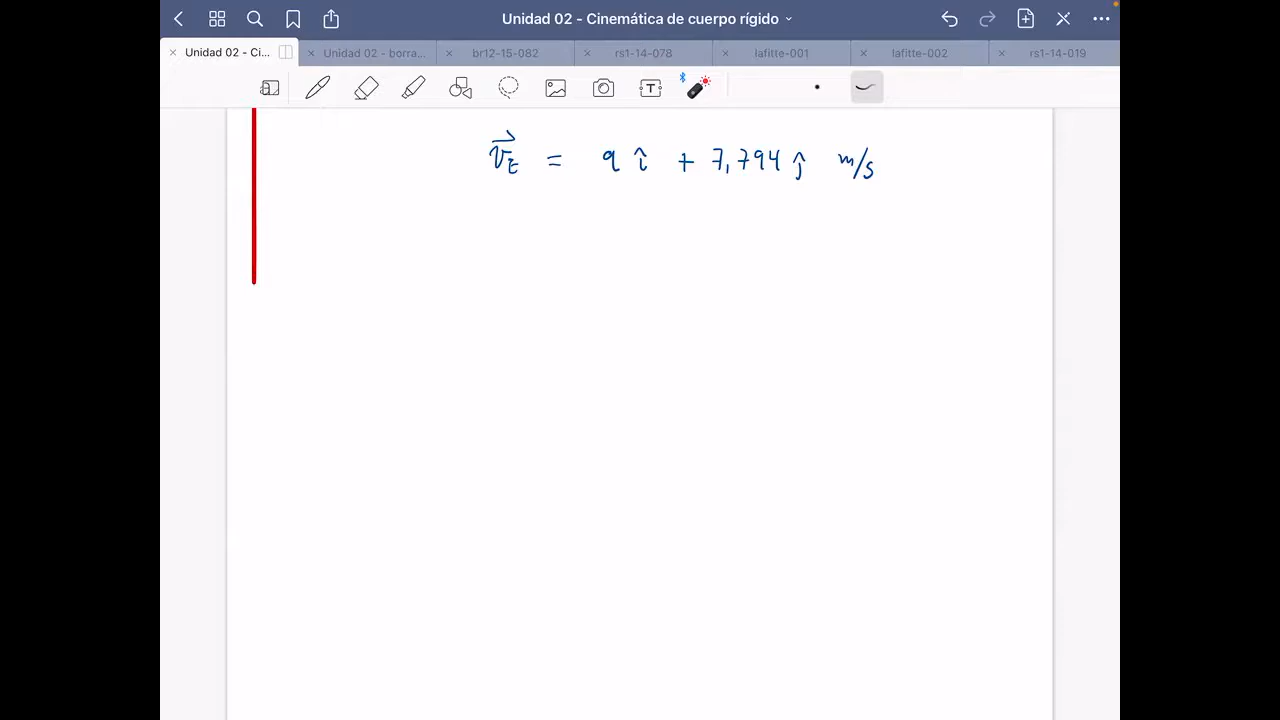 Unidad 02 - Cinemática de cuerpo rígido
Unidad 02 - Ci...
Unidad 02 - borra...
br12-15-082
rs1-14-078
lafitte-001
lafitte-002
rs1-14-019
T
v⃗_E = 9 î + 7,794 ĵ m/s